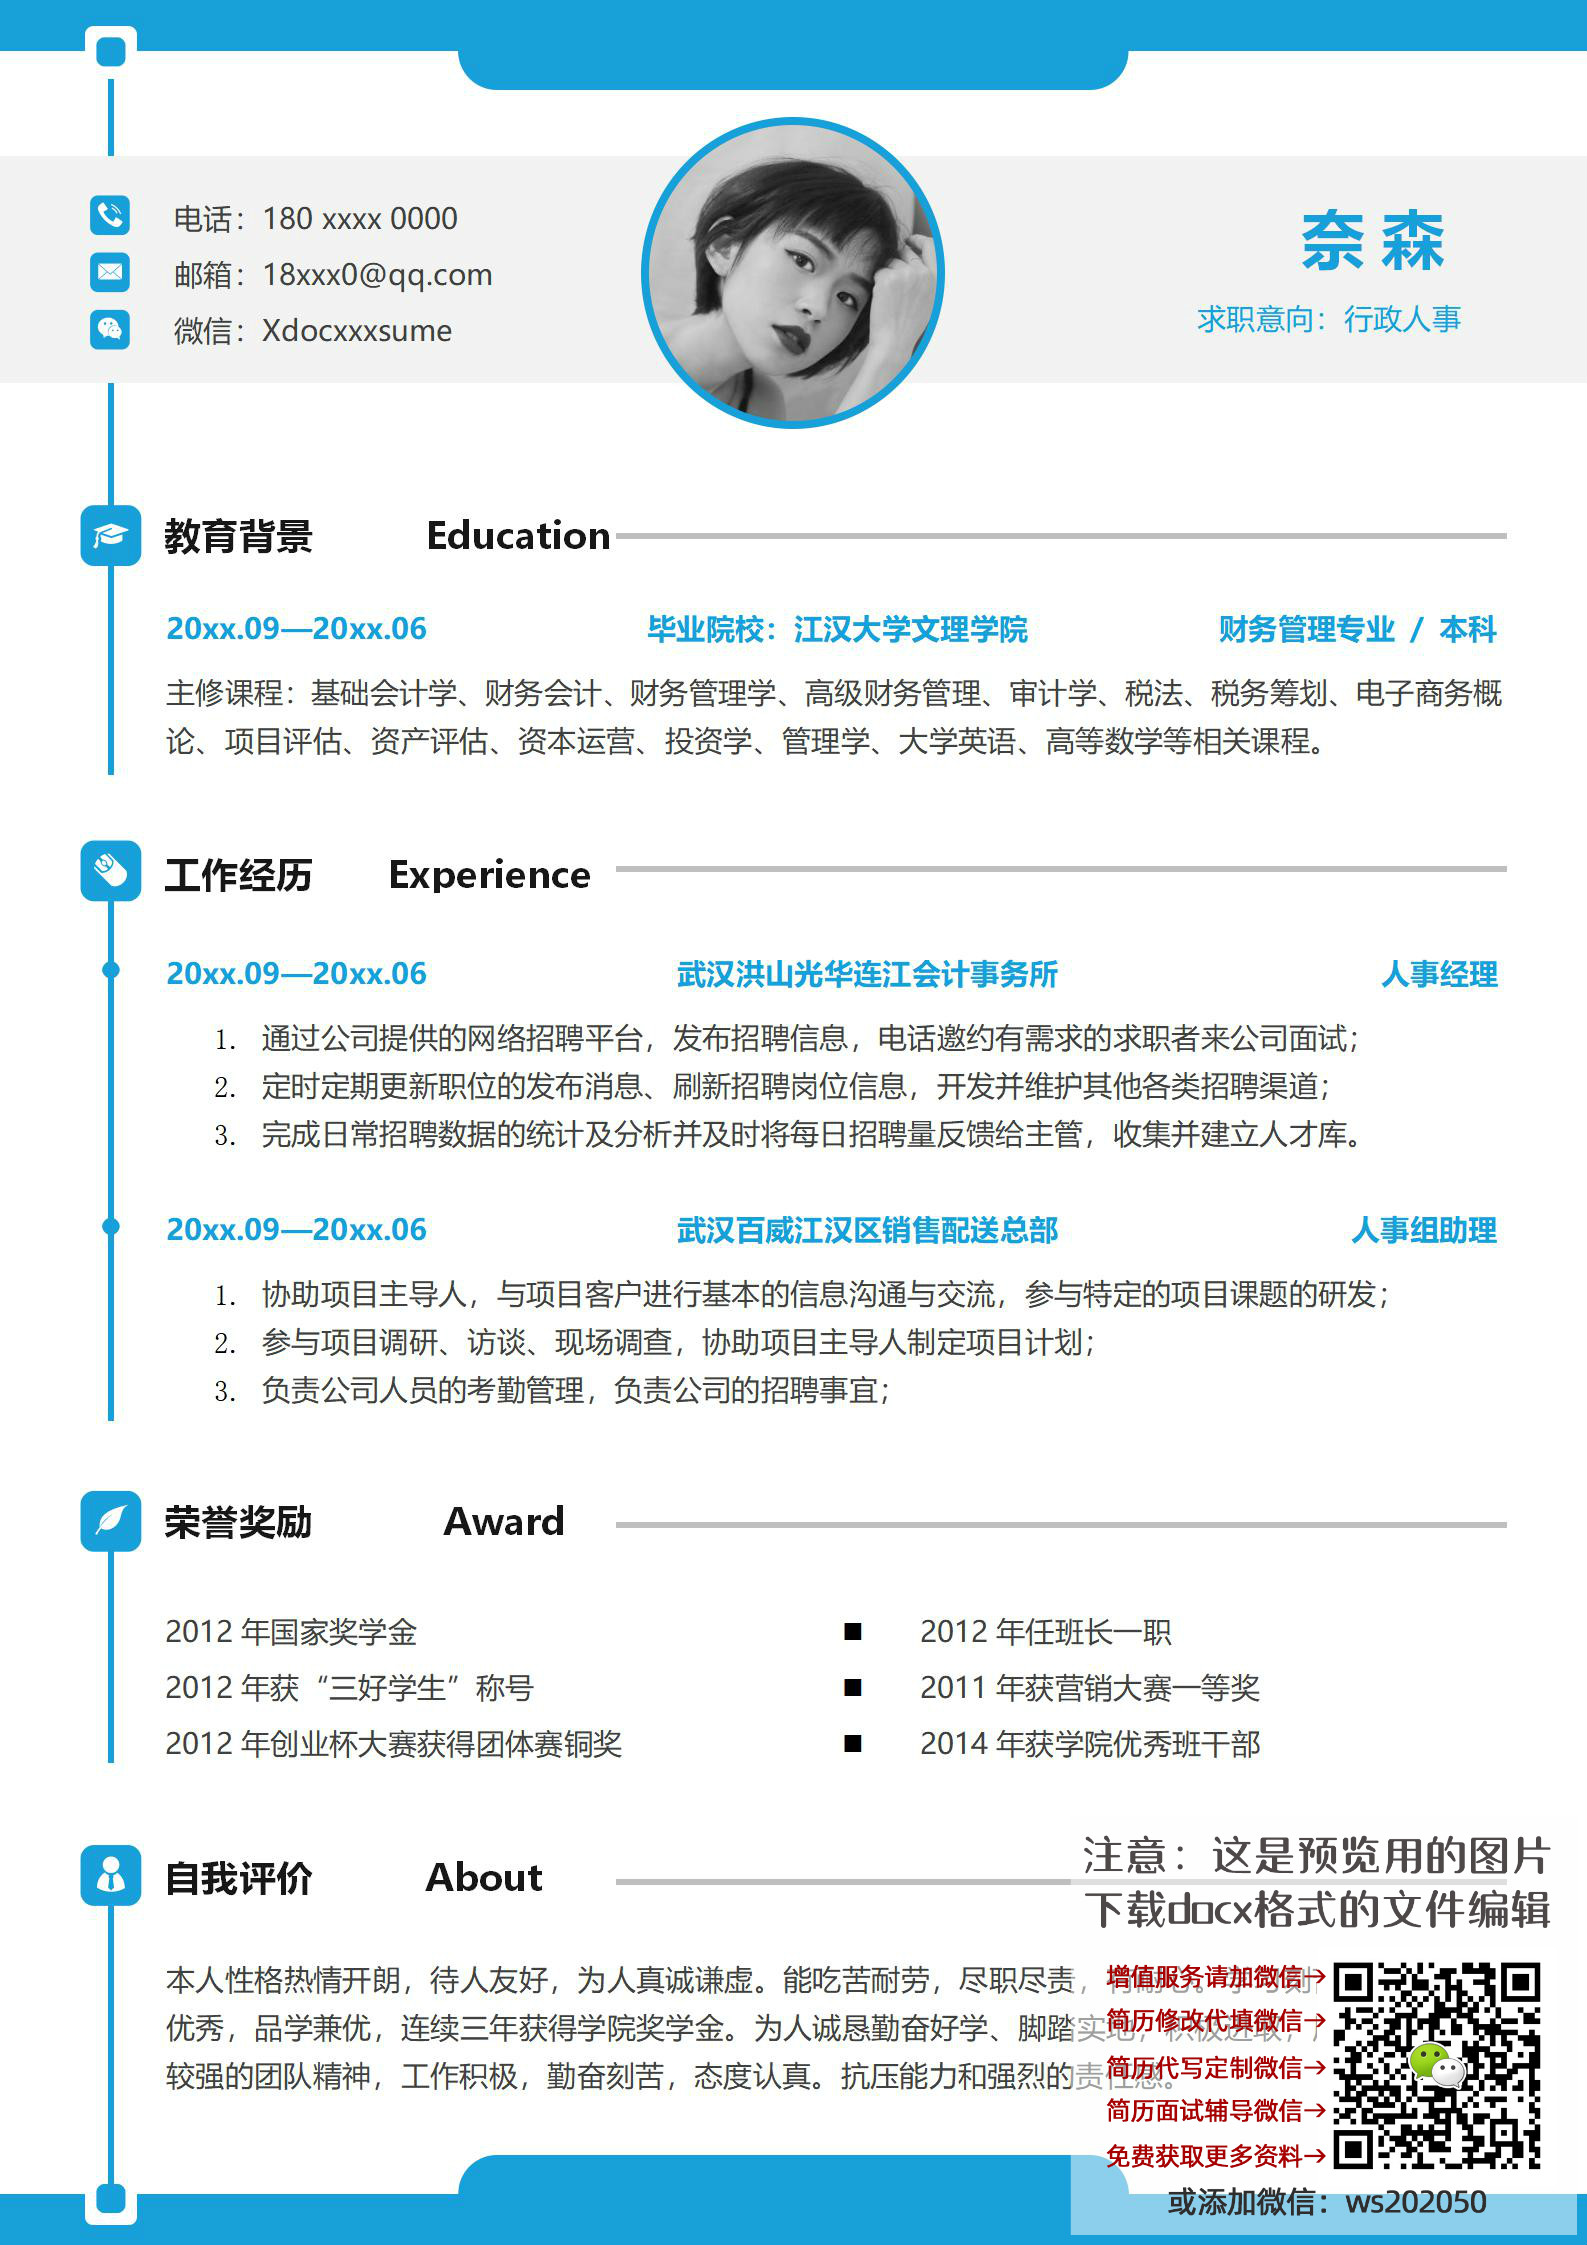 电话：180 xxxx 0000
邮箱：18xxx0@qq.com
微信：Xdocxxxsume
奈森
求职意向：行政人事
教育背景 Education
20xx.09—20xx.06 毕业院校：江汉大学文理学院 财务管理专业 / 本科
主修课程：基础会计学、财务会计、财务管理学、高级财务管理、审计学、税法、税务筹划、电子商务概
论、项目评估、资产评估、资本运营、投资学、管理学、大学英语、高等数学等相关课程。
工作经历 Experience
20xx.09—20xx.06 武汉洪山光华连江会计事务所 人事经理
1. 通过公司提供的网络招聘平台，发布招聘信息，电话邀约有需求的求职者来公司面试；
2. 定时定期更新职位的发布消息、刷新招聘岗位信息，开发并维护其他各类招聘渠道；
3. 完成日常招聘数据的统计及分析并及时将每日招聘量反馈给主管，收集并建立人才库。
20xx.09—20xx.06 武汉百威江汉区销售配送总部 人事组助理
1. 协助项目主导人，与项目客户进行基本的信息沟通与交流，参与特定的项目课题的研发；
2. 参与项目调研、访谈、现场调查，协助项目主导人制定项目计划；
3. 负责公司人员的考勤管理，负责公司的招聘事宜；
荣誉奖励 Award
2012 年国家奖学金 ■ 2012 年任班长一职
2012 年获“三好学生”称号 ■ 2011 年获营销大赛一等奖
2012 年创业杯大赛获得团体赛铜奖 ■ 2014 年获学院优秀班干部
自我评价 About
本人性格热情开朗，待人友好，为人真诚谦虚。能吃苦耐劳，尽职尽责，
优秀，品学兼优，连续三年获得学院奖学金。为人诚恳勤奋好学、脚踏实地，积极进取，
较强的团队精神，工作积极，勤奋刻苦，态度认真。抗压能力和强烈的责任感。
注意：这是预览用的图片
下载docx格式的文件编辑
增值服务请加微信→
简历修改代填微信→
简历代写定制微信→
简历面试辅导微信→
免费获取更多资料→
或添加微信：ws202050